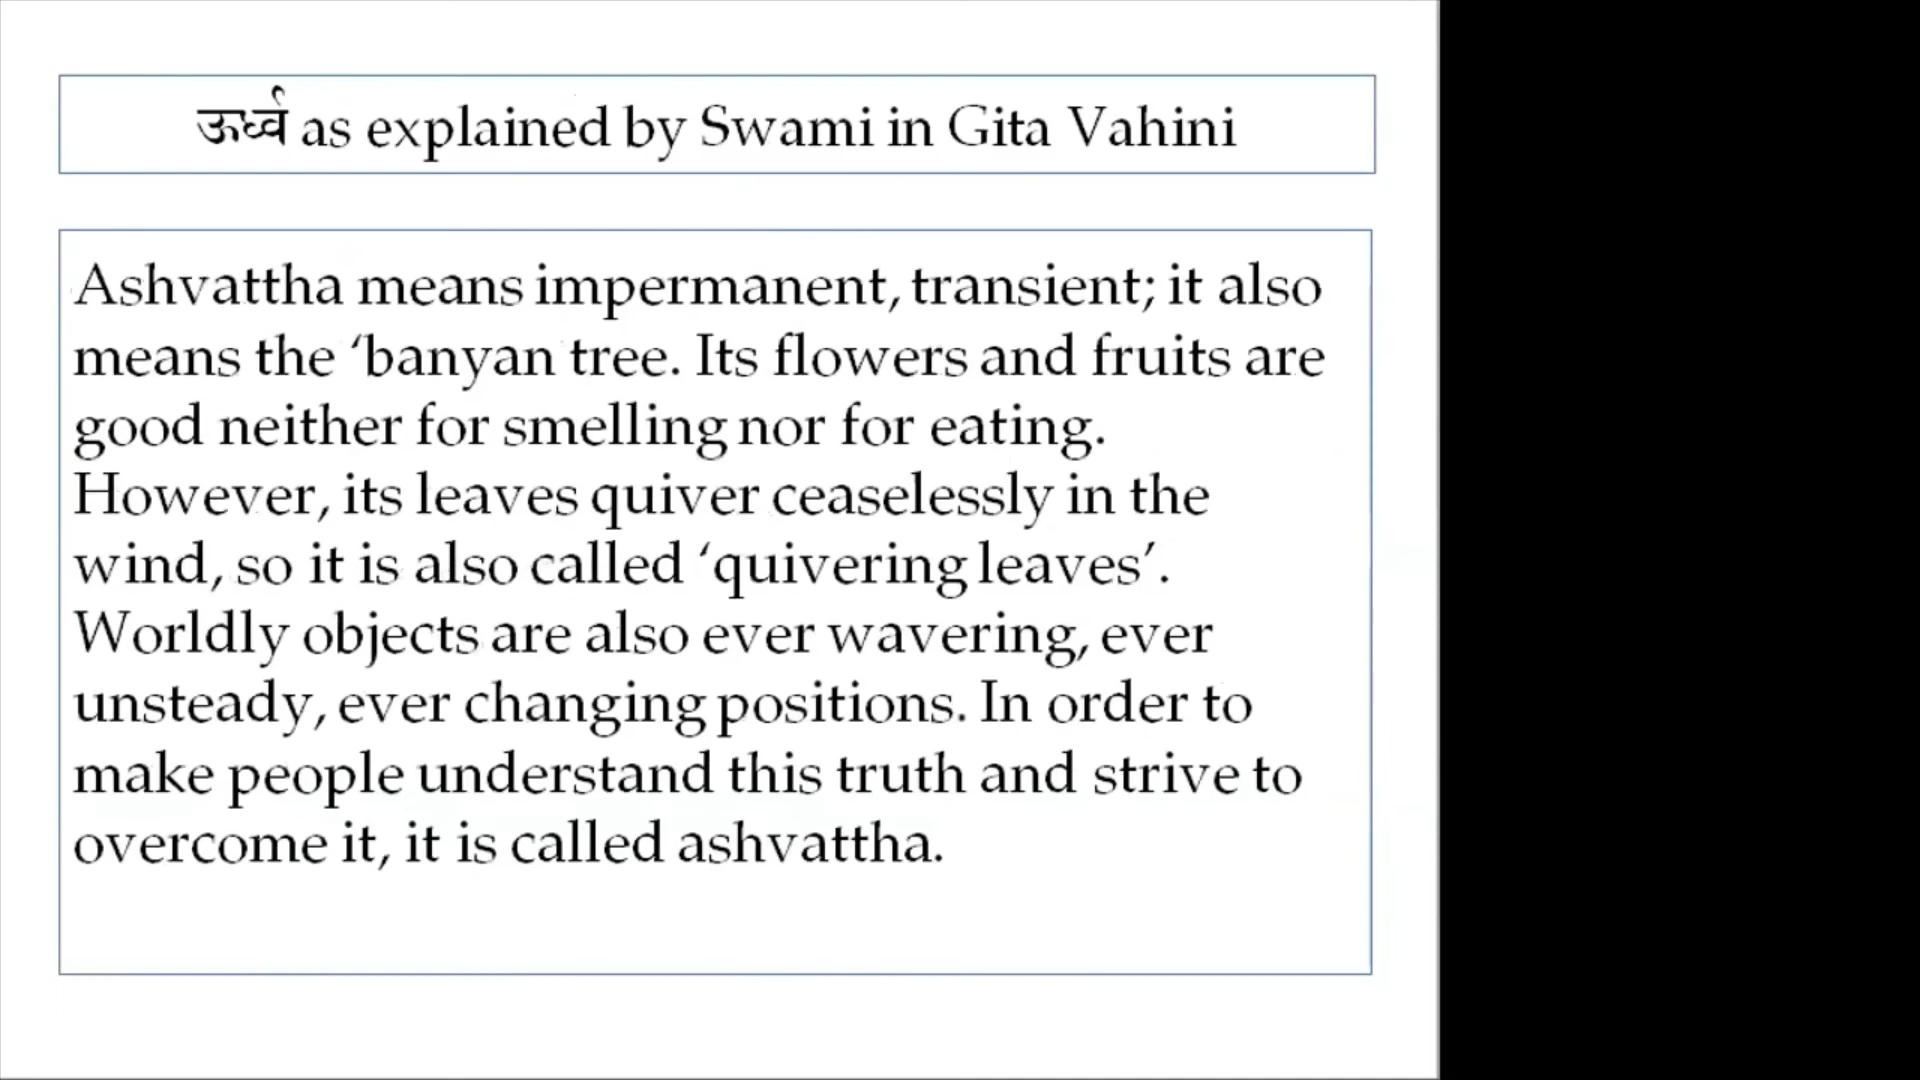 ऊर्ध्व as explained by Swami in Gita Vahini
Ashvattha means impermanent, transient; it also
means the ‘banyan tree. Its flowers and fruits are
good neither for smelling nor for eating.
However, its leaves quiver ceaselessly in the
wind, so it is also called ‘quivering leaves’.
Worldly objects are also ever wavering, ever
unsteady, ever changing positions. In order to
make people understand this truth and strive to
overcome it, it is called ashvattha.